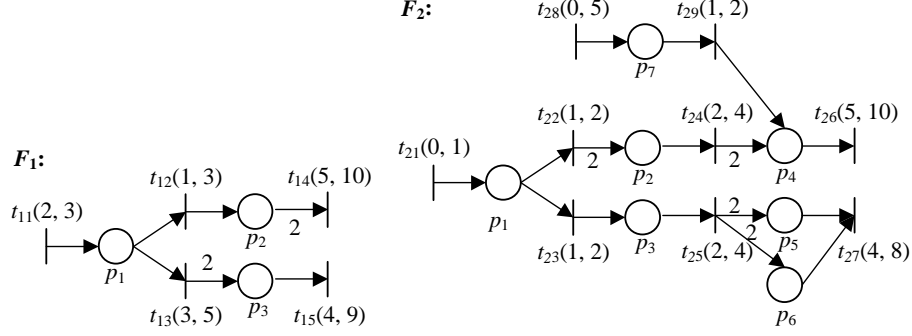 F₂:
t₂₈(0, 5) t₂₉(1, 2)
p₇
t₂₂(1, 2) t₂₄(2, 4) t₂₆(5, 10)
t₂₁(0, 1)
2 2
p₂ p₄
p₁
2
2
p₃ p₅
t₂₃(1, 2) t₂₅(2, 4) t₂₇(4, 8)
p₆
F₁:
t₁₂(1, 3) t₁₄(5, 10)
t₁₁(2, 3)
p₂ 2
p₁
2
p₃
t₁₃(3, 5) t₁₅(4, 9)